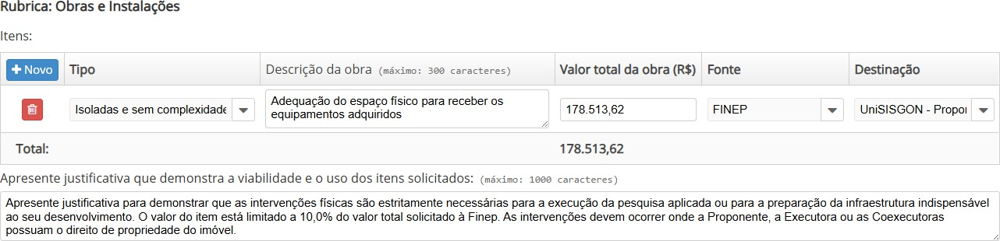 Rubrica: Obras e Instalações
Itens:
Novo Tipo Descrição da obra (máximo: 300 caracteres) Valor total da obra (R$) Fonte Destinação
Isoladas e sem complexidade Adequação do espaço físico para receber os 178.513,62 FINEP UniSISGON - Propor
equipamentos adquiridos
Total: 178.513,62
Apresente justificativa que demonstra a viabilidade e o uso dos itens solicitados: (máximo: 1000 caracteres)
Apresente justificativa para demonstrar que as intervenções físicas são estritamente necessárias para a execução da pesquisa aplicada ou para a preparação da infraestrutura indispensável
ao seu desenvolvimento. O valor do item está limitado a 10,0% do valor total solicitado à Finep. As intervenções devem ocorrer onde a Proponente, a Executora ou as Coexecutoras
possuam o direito de propriedade do imóvel.